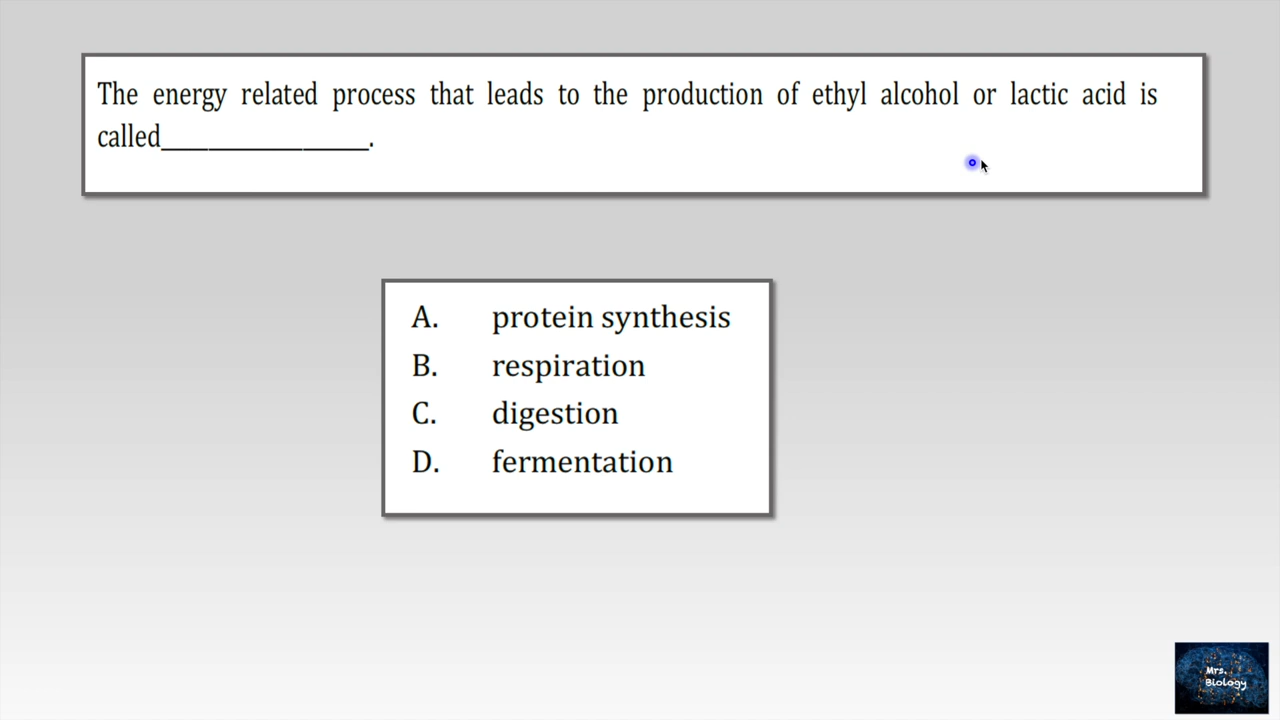 The energy related process that leads to the production of ethyl alcohol or lactic acid is
called____________________.
A. protein synthesis
B. respiration
C. digestion
D. fermentation
Mrs.
Biology